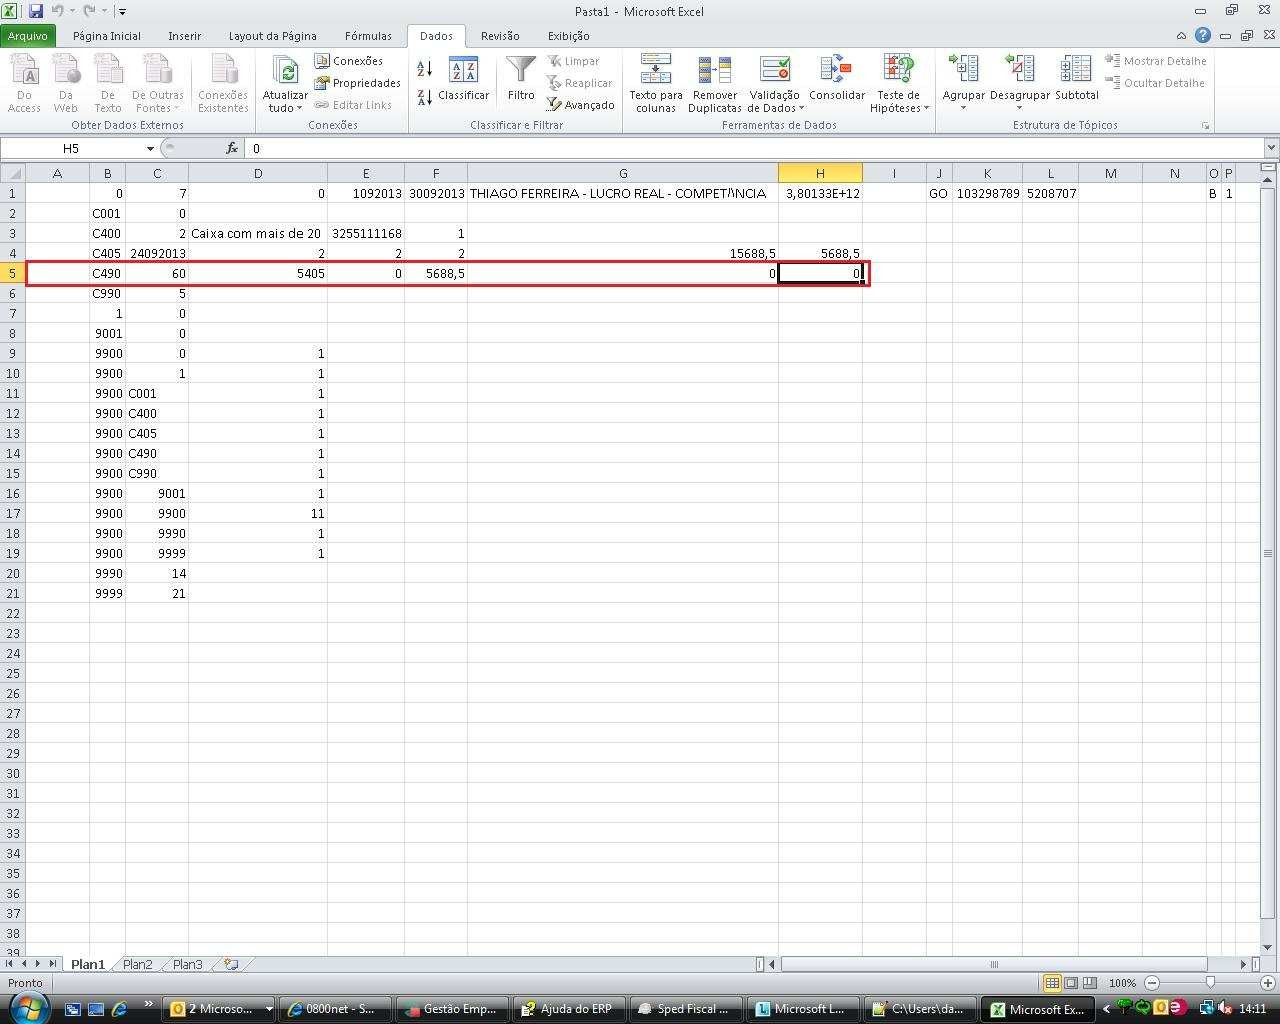 Pasta1 - Microsoft Excel
Arquivo Página Inicial Inserir Layout da Página Fórmulas Dados Revisão Exibição
Do Access
Da Web
De Texto
De Outras Fontes
Conexões Existentes
Obter Dados Externos
Atualizar tudo
Conexões
Propriedades
Editar Links
Conexões
Classificar
Filtro
Limpar
Reaplicar
Avançado
Classificar e Filtrar
Texto para colunas
Remover Duplicatas
Validação de Dados
Consolidar
Teste de Hipóteses
Ferramentas de Dados
Agrupar
Desagrupar
Subtotal
Mostrar Detalhe
Ocultar Detalhe
Estrutura de Tópicos
H5 fx 0
A B C D E F G H I J K L M N O P
1 0 7 0 1092013 30092013 THIAGO FERREIRA - LUCRO REAL - COMPETÃNCIA 3,80133E+12 GO 103298789 5208707 B 1
2 C001 0
3 C400 2 Caixa com mais de 20 3255111168 1
4 C405 24092013 2 2 2 15688,5 5688,5
5 C490 60 5405 0 5688,5 0 0
6 C990 5
7 1 0
8 9001 0
9 9900 0 1
10 9900 1 1
11 9900 C001 1
12 9900 C400 1
13 9900 C405 1
14 9900 C490 1
15 9900 C990 1
16 9900 9001 1
17 9900 9900 11
18 9900 9990 1
19 9900 9999 1
20 9990 14
21 9999 21
22
23
24
25
26
27
28
29
30
31
32
33
34
35
36
37
38
39
Plan1 Plan2 Plan3
Pronto 100%
2 Microso... 0800net - S... Gestão Emp... Ajuda do ERP Sped Fiscal ... Microsoft L... C:\Users\da... Microsoft Ex... 14:11